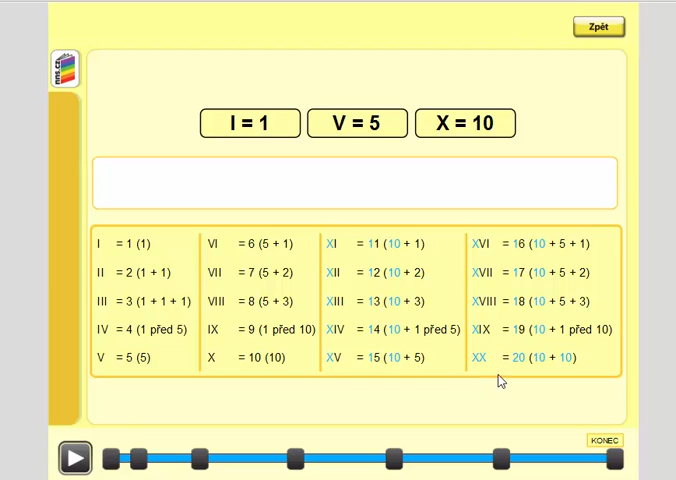 Zpět
nns.cz
I = 1 V = 5 X = 10
I = 1 (1) VI = 6 (5 + 1) XI = 11 (10 + 1) XVI = 16 (10 + 5 + 1)
II = 2 (1 + 1) VII = 7 (5 + 2) XII = 12 (10 + 2) XVII = 17 (10 + 5 + 2)
III = 3 (1 + 1 + 1) VIII = 8 (5 + 3) XIII = 13 (10 + 3) XVIII = 18 (10 + 5 + 3)
IV = 4 (1 před 5) IX = 9 (1 před 10) XIV = 14 (10 + 1 před 5) XIX = 19 (10 + 1 před 10)
V = 5 (5) X = 10 (10) XV = 15 (10 + 5) XX = 20 (10 + 10)
KONEC